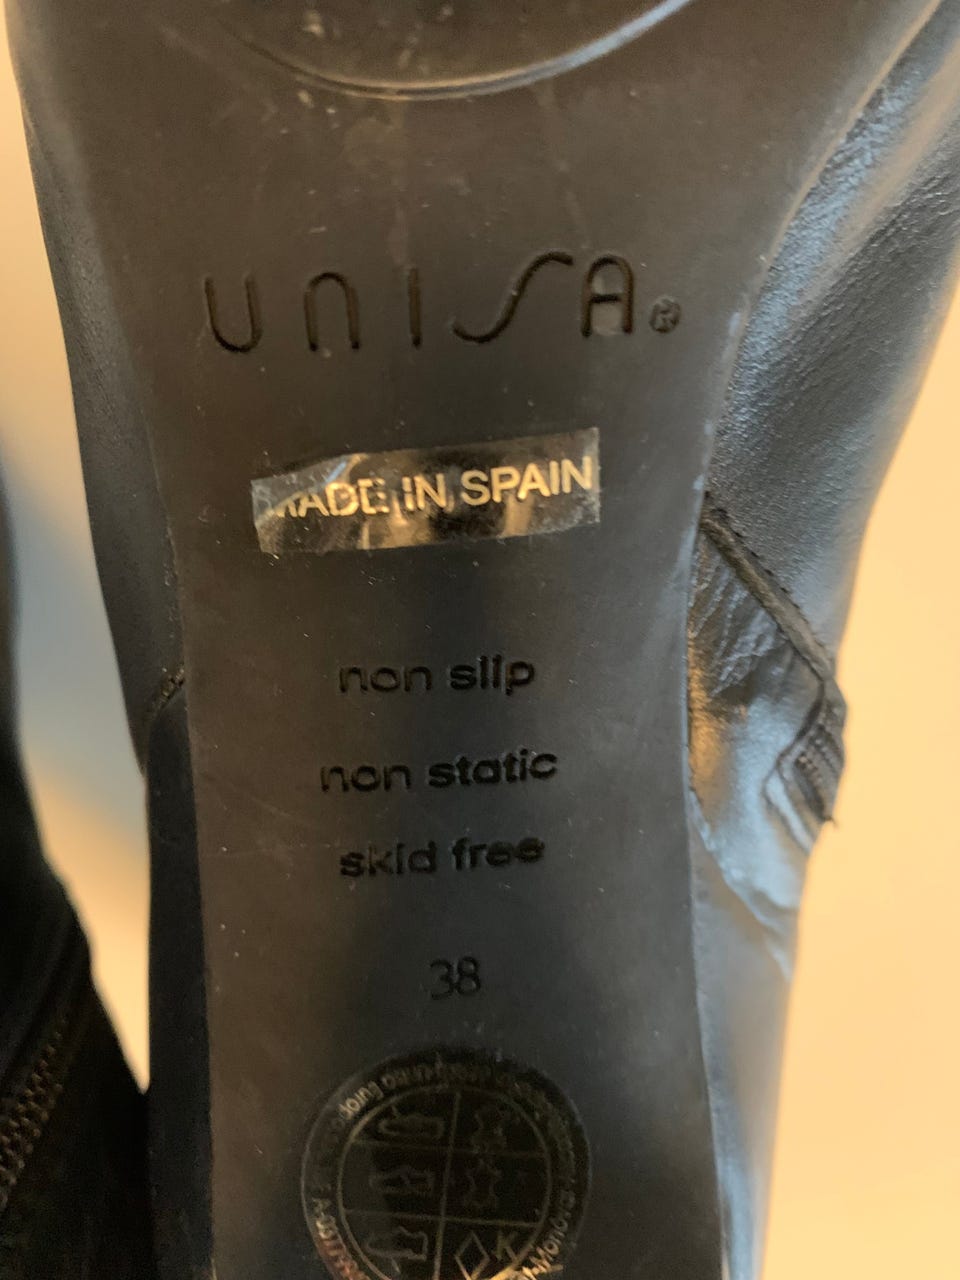 UNISA®
MADE IN SPAIN
non slip
non static
skid free
38
K